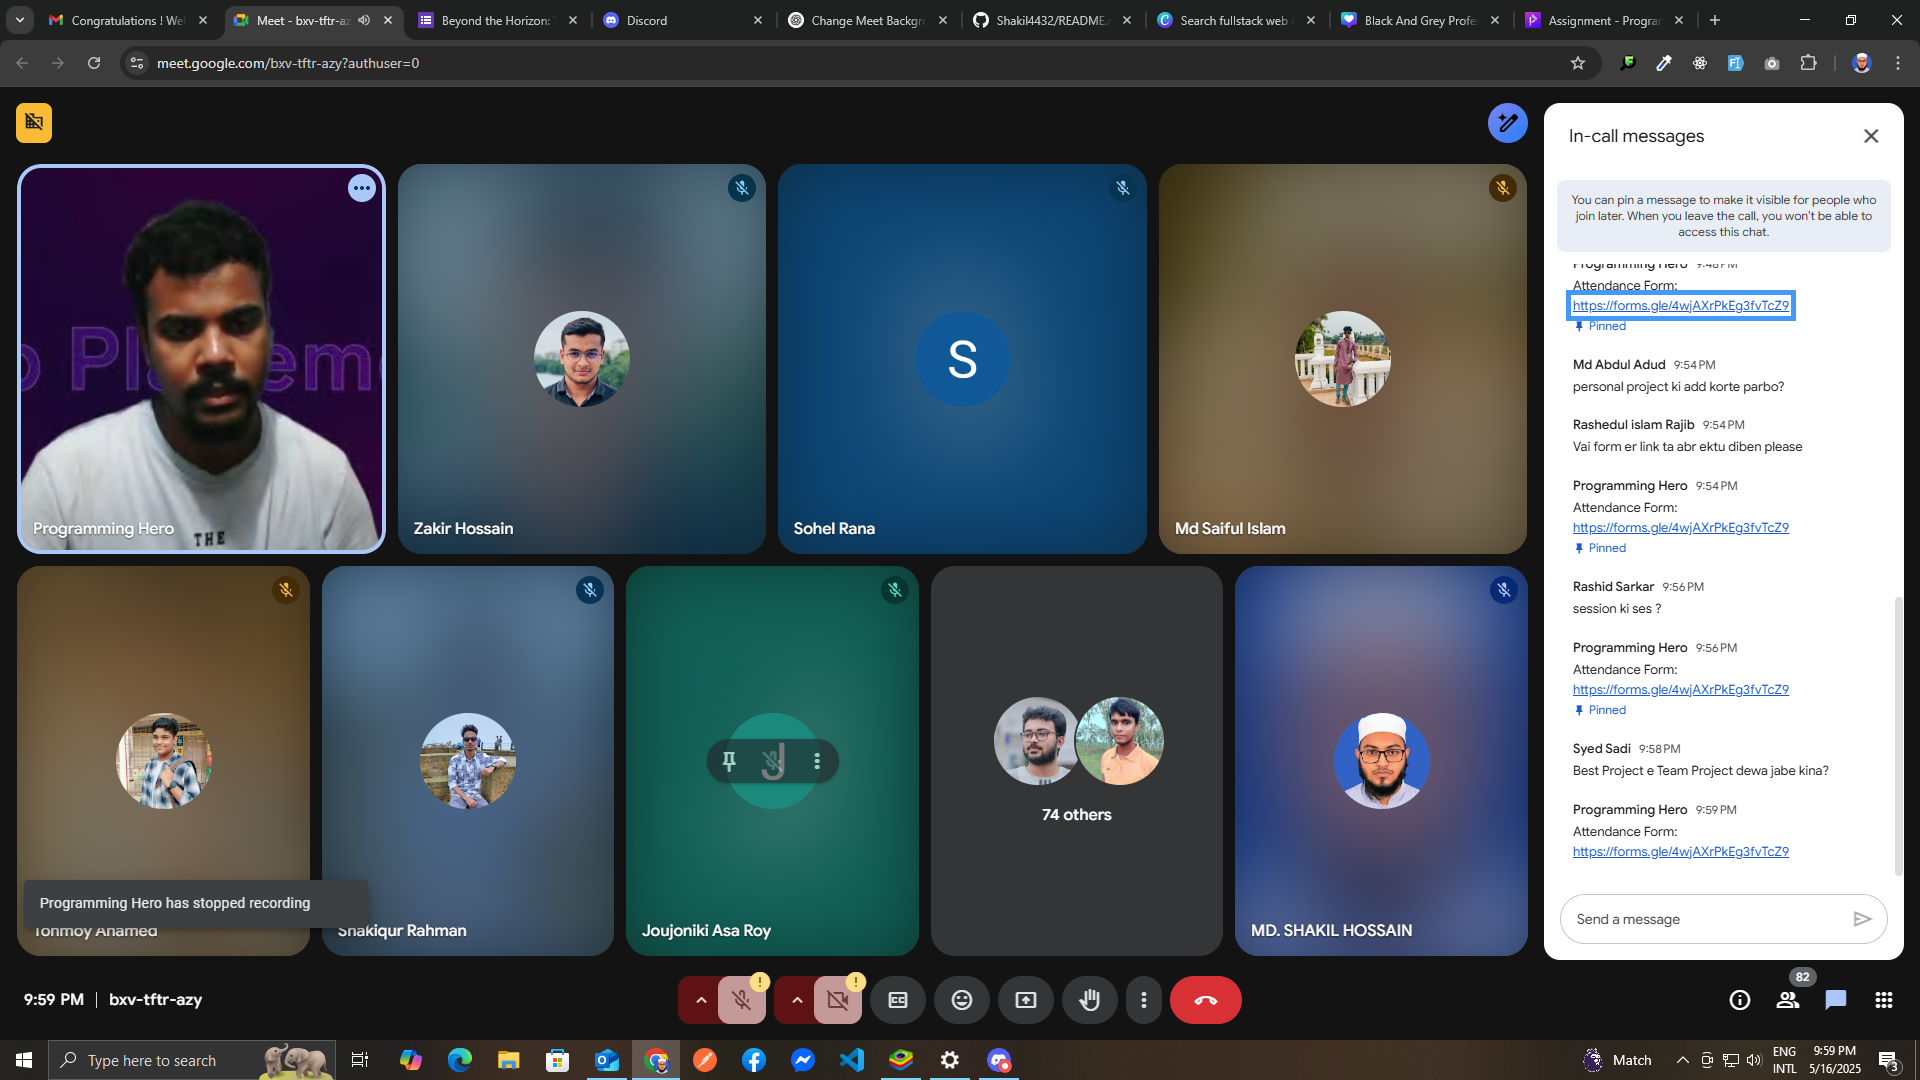 Congratulations ! We
Meet - bxv-tft-az
Beyond the Horizon:
Discord
Change Meet Backgr
Shakil4432/README.
Search fullstack web
Black And Grey Profe
Assignment - Prograr
meet.google.com/bxv-tftr-azy?authuser=0
In-call messages
You can pin a message to make it visible for people who
join later. When you leave the call, you won't be able to
access this chat.
Programming Hero 9:48 PM
Attendance Form:
https://forms.gle/4wjAXrPkEg3fvTcZ9
Pinned
Md Abdul Adud 9:54 PM
personal project ki add korte parbo?
Rashedul islam Rajib 9:54 PM
Vai form er link ta abr ektu diben please
Programming Hero 9:54 PM
Attendance Form:
https://forms.gle/4wjAXrPkEg3fvTcZ9
Pinned
Rashid Sarkar 9:56 PM
session ki ses ?
Programming Hero 9:56 PM
Attendance Form:
https://forms.gle/4wjAXrPkEg3fvTcZ9
Pinned
Syed Sadi 9:58 PM
Best Project e Team Project dewa jabe kina?
Programming Hero 9:59 PM
Attendance Form:
https://forms.gle/4wjAXrPkEg3fvTcZ9
Send a message
THE
Programming Hero
Zakir Hossain
S
Sohel Rana
Md Saiful Islam
Programming Hero has stopped recording
Tonmoy Ahamed
Shakiqur Rahman
J
Joujoniki Asa Roy
74 others
MD. SHAKIL HOSSAIN
9:59 PM | bxv-tftr-azy
82
Type here to search
Match
ENG
INTL
9:59 PM
5/16/2025
3